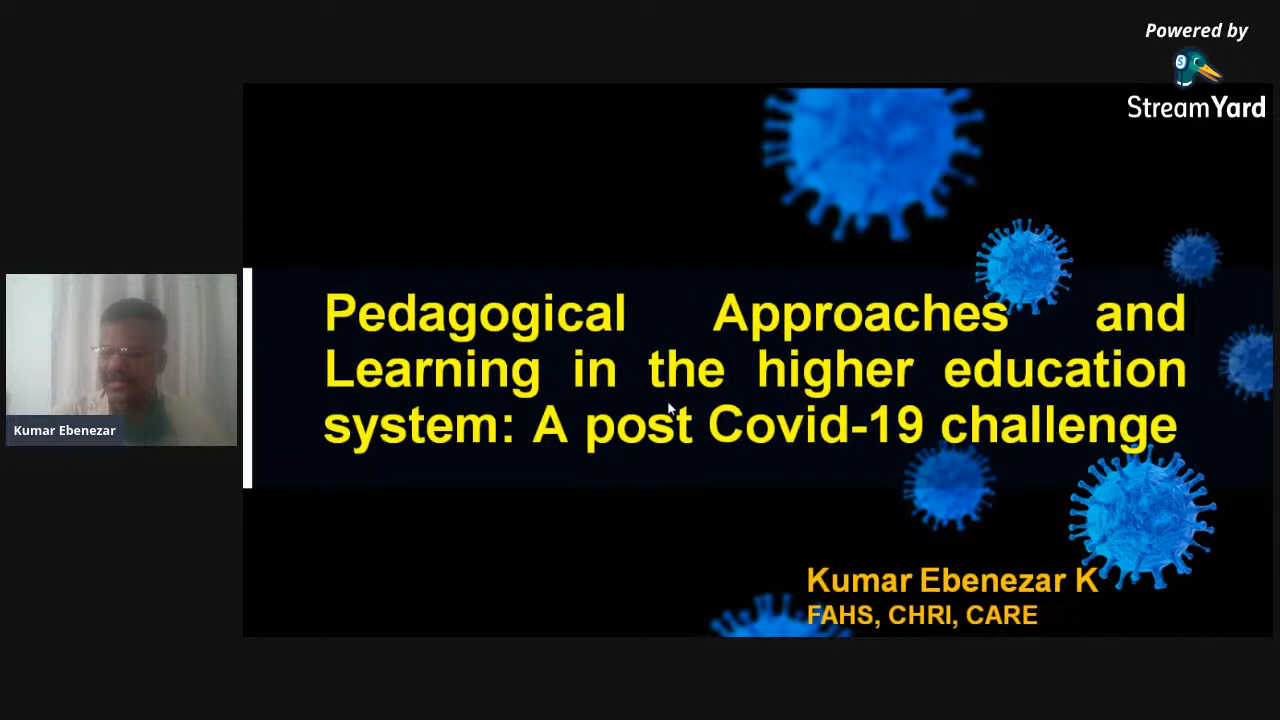 Powered by
StreamYard
Pedagogical Approaches and
Learning in the higher education
system: A post Covid-19 challenge
Kumar Ebenezar
Kumar Ebenezar K
FAHS, CHRI, CARE